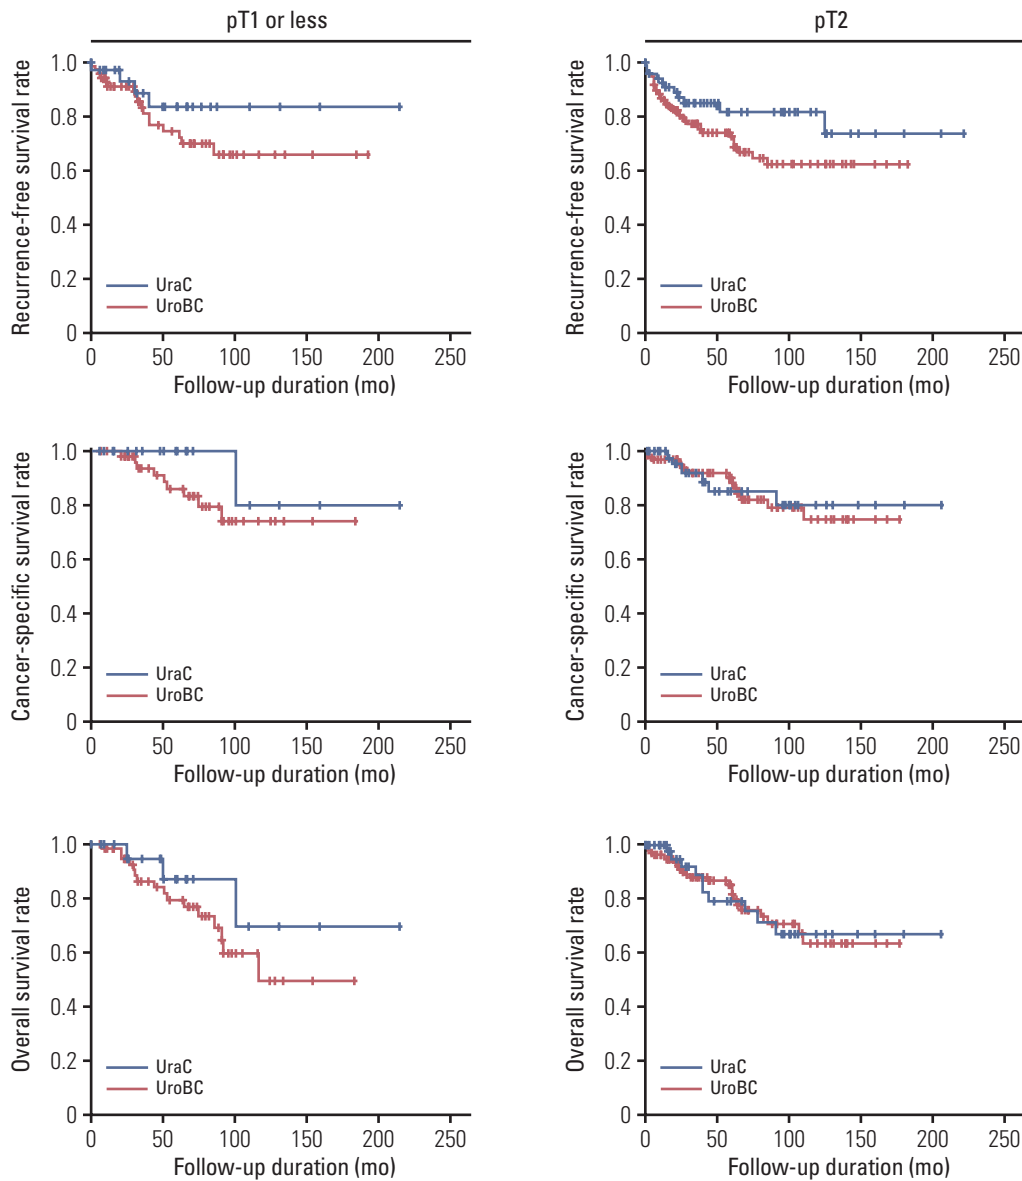 pT1 or less
pT2
Recurrence-free survival rate
1.0
0.8
0.6
0.4
0.2
0
UraC
UroBC
0 50 100 150 200 250
Follow-up duration (mo)
Recurrence-free survival rate
1.0
0.8
0.6
0.4
0.2
0
UraC
UroBC
0 50 100 150 200 250
Follow-up duration (mo)
Cancer-specific survival rate
1.0
0.8
0.6
0.4
0.2
0
UraC
UroBC
0 50 100 150 200 250
Follow-up duration (mo)
Cancer-specific survival rate
1.0
0.8
0.6
0.4
0.2
0
UraC
UroBC
0 50 100 150 200 250
Follow-up duration (mo)
Overall survival rate
1.0
0.8
0.6
0.4
0.2
0
UraC
UroBC
0 50 100 150 200 250
Follow-up duration (mo)
Overall survival rate
1.0
0.8
0.6
0.4
0.2
0
UraC
UroBC
0 50 100 150 200 250
Follow-up duration (mo)